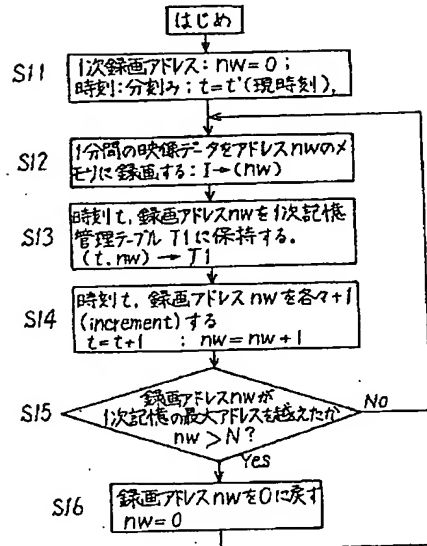 はじめ
S11
1次録画アドレス:nw=0;
時刻:分刻み;t=t'(現時刻),
S12
1分間の映像データをアドレスnwのメ
モリに録画する:I→(nw)
S13
時刻t,録画アドレスnwを1次記憶
管理テーブルT1に保持する。
(t.nw)→T1
S14
時刻t,録画アドレスnwを各々+1
(increment)する
t=t+1 ; nw=nw+1
S15
録画アドレスnwが
1次記憶の最大アドレスを越えたか
nw>N?
No
Yes
S16
録画アドレスnwを0に戻す
nw=0